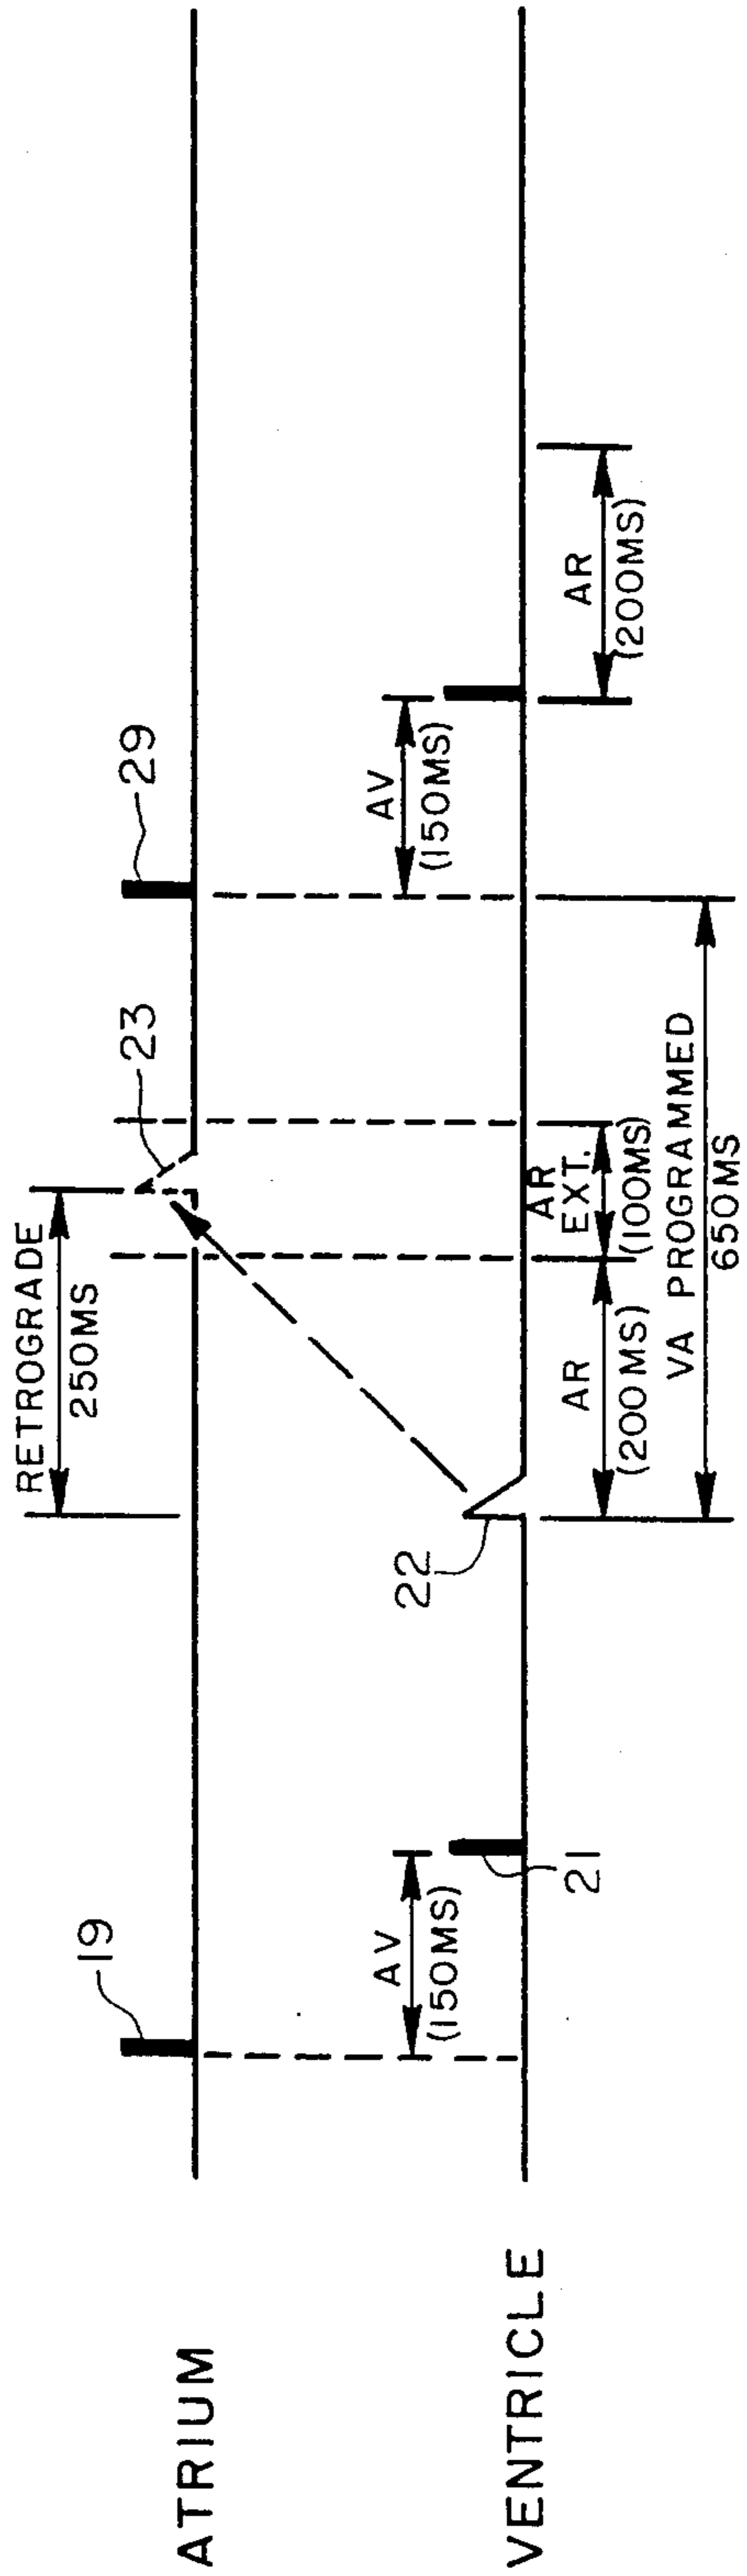 RETROGRADE
250MS
23
29
19
ATRIUM
22
AV
(150MS)
AV
(150MS)
21
VENTRICLE
AR
(200MS)
AR
EXT.
(100MS)
AR
(200MS)
VA PROGRAMMED
650MS